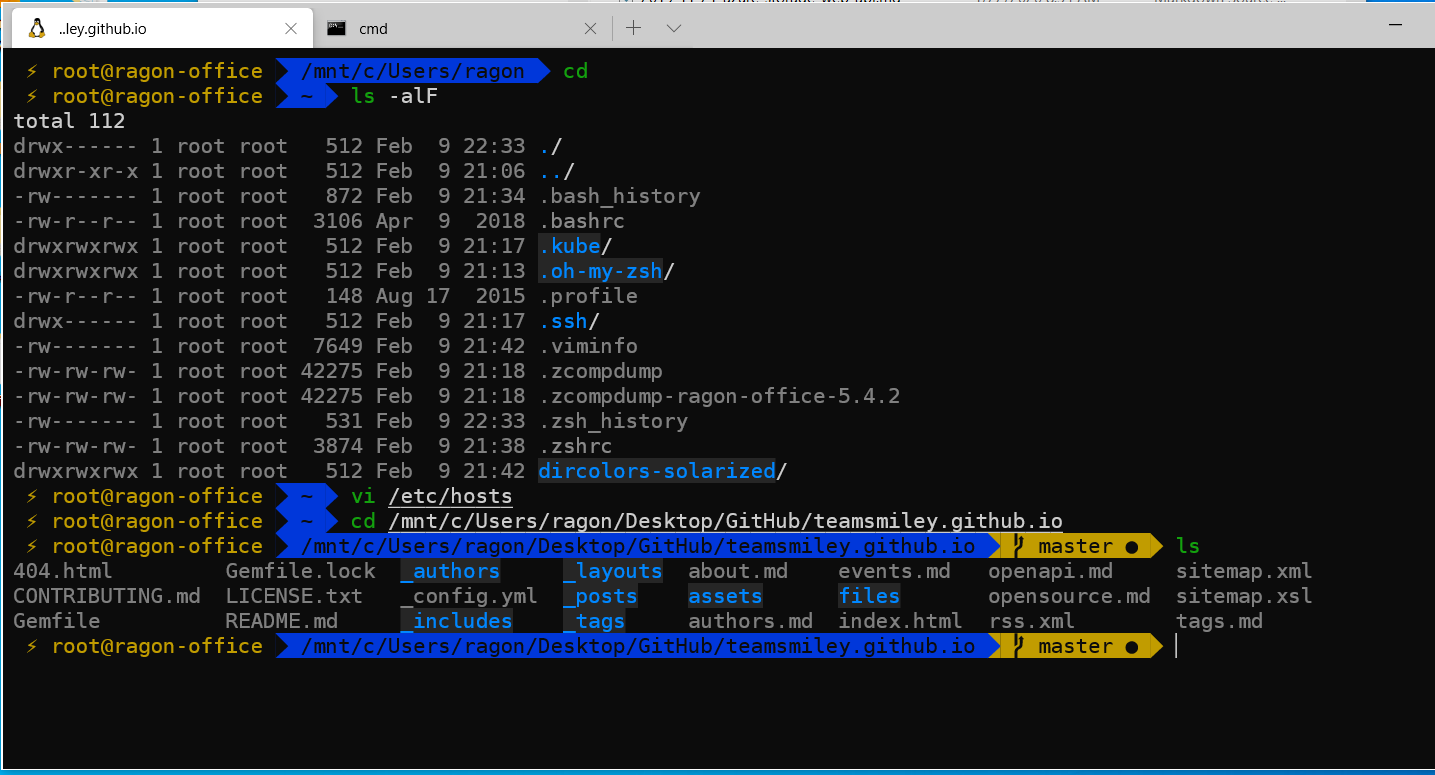 ..ley.github.io cmd
⚡ root@ragon-office /mnt/c/Users/ragon cd
⚡ root@ragon-office ~ ls -alF
total 112
drwx------ 1 root root   512 Feb  9 22:33 ./
drwxr-xr-x 1 root root   512 Feb  9 21:06 ../
-rw------- 1 root root   872 Feb  9 21:34 .bash_history
-rw-r--r-- 1 root root  3106 Apr  9  2018 .bashrc
drwxrwxrwx 1 root root   512 Feb  9 21:17 .kube/
drwxrwxrwx 1 root root   512 Feb  9 21:13 .oh-my-zsh/
-rw-r--r-- 1 root root   148 Aug 17  2015 .profile
drwx------ 1 root root   512 Feb  9 21:17 .ssh/
-rw------- 1 root root  7649 Feb  9 21:42 .viminfo
-rw-rw-rw- 1 root root 42275 Feb  9 21:18 .zcompdump
-rw-rw-rw- 1 root root 42275 Feb  9 21:18 .zcompdump-ragon-office-5.4.2
-rw------- 1 root root   531 Feb  9 22:33 .zsh_history
-rw-rw-rw- 1 root root  3874 Feb  9 21:38 .zshrc
drwxrwxrwx 1 root root   512 Feb  9 21:42 dircolors-solarized/
⚡ root@ragon-office ~ vi /etc/hosts
⚡ root@ragon-office ~ cd /mnt/c/Users/ragon/Desktop/GitHub/teamsmiley.github.io
⚡ root@ragon-office /mnt/c/Users/ragon/Desktop/GitHub/teamsmiley.github.io master ● ls
404.html Gemfile.lock _authors _layouts about.md events.md openapi.md sitemap.xml
CONTRIBUTING.md LICENSE.txt _config.yml _posts assets files opensource.md sitemap.xsl
Gemfile README.md _includes _tags authors.md index.html rss.xml tags.md
⚡ root@ragon-office /mnt/c/Users/ragon/Desktop/GitHub/teamsmiley.github.io master ●